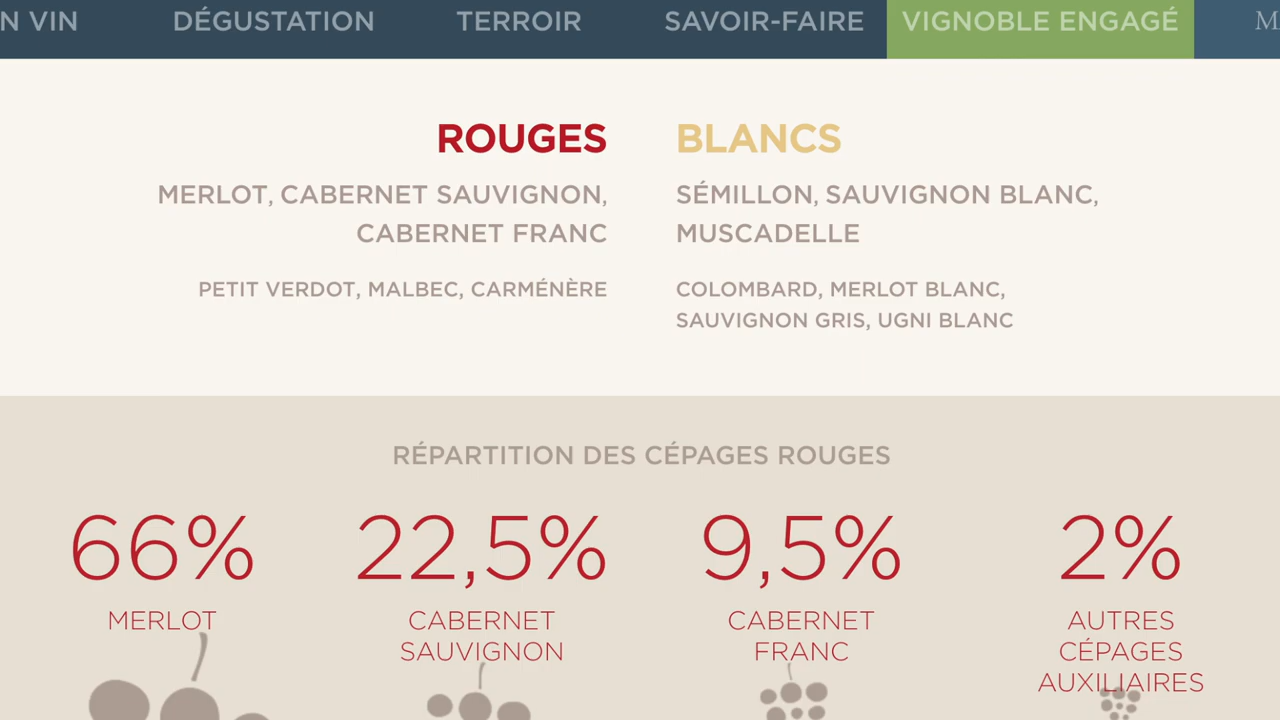 N VIN DÉGUSTATION TERROIR SAVOIR-FAIRE VIGNOBLE ENGAGÉ M
ROUGES
MERLOT, CABERNET SAUVIGNON,
CABERNET FRANC
PETIT VERDOT, MALBEC, CARMÉNÈRE
BLANCS
SÉMILLON, SAUVIGNON BLANC,
MUSCADELLE
COLOMBARD, MERLOT BLANC,
SAUVIGNON GRIS, UGNI BLANC
RÉPARTITION DES CÉPAGES ROUGES
66%
MERLOT
22,5%
CABERNET
SAUVIGNON
9,5%
CABERNET
FRANC
2%
AUTRES
CÉPAGES
AUXILIAIRES